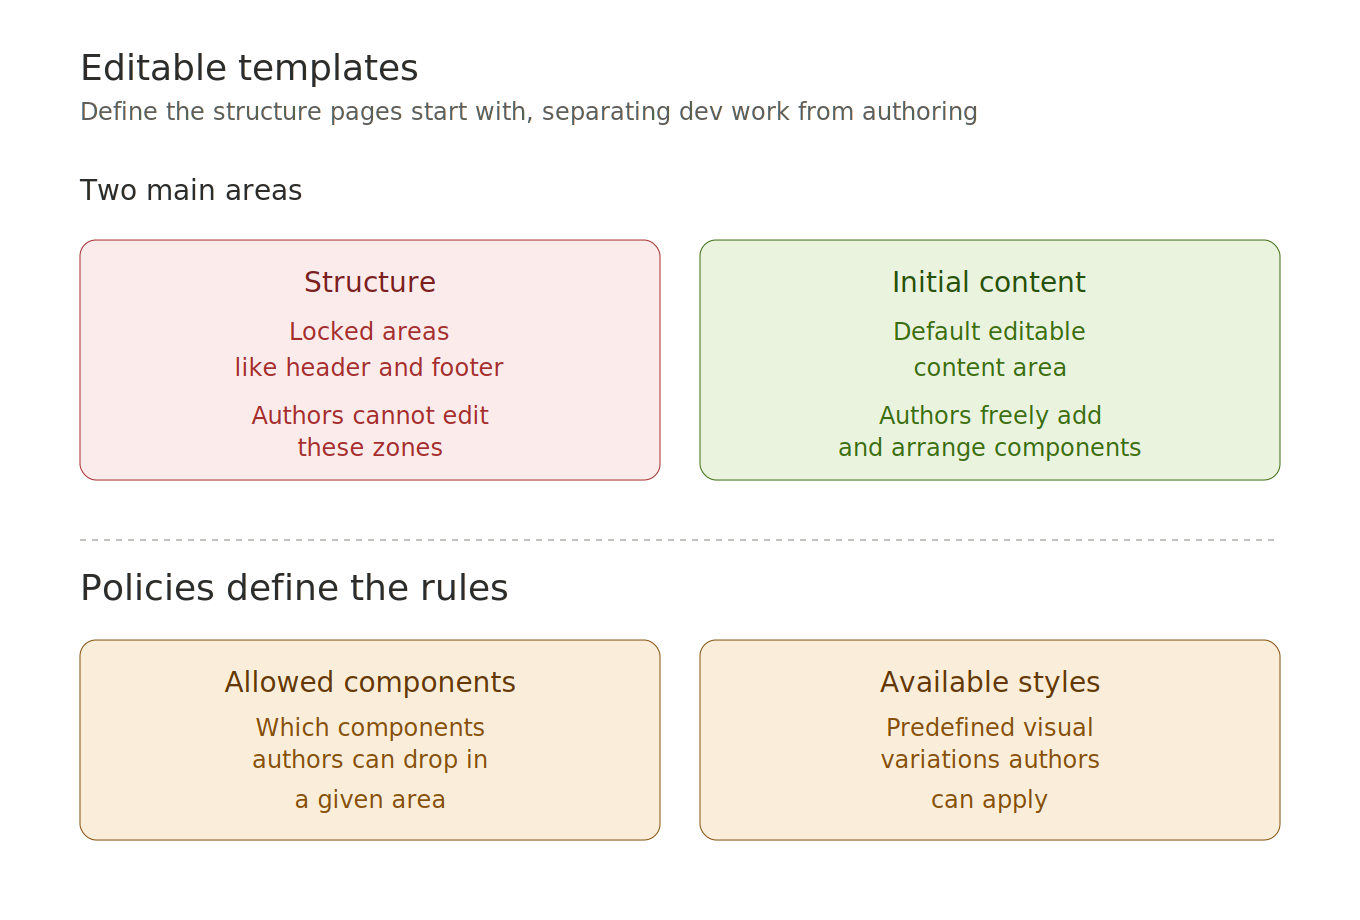 Editable templates
Define the structure pages start with, separating dev work from authoring
Two main areas
Structure
Locked areas
like header and footer
Authors cannot edit
these zones
Initial content
Default editable
content area
Authors freely add
and arrange components
Policies define the rules
Allowed components
Which components
authors can drop in
a given area
Available styles
Predefined visual
variations authors
can apply